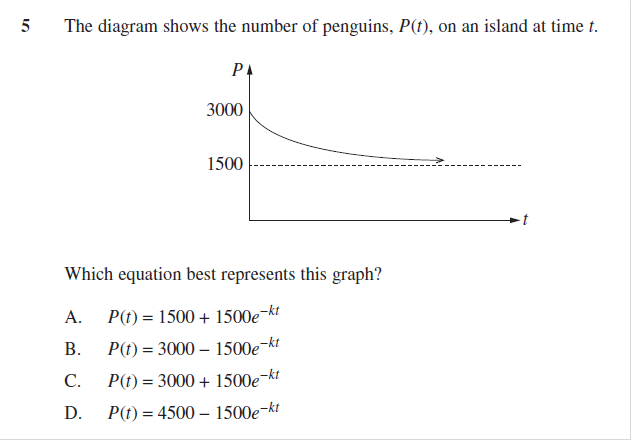 5 The diagram shows the number of penguins, P(t), on an island at time t.
P
3000
1500
t
Which equation best represents this graph?
A. P(t) = 1500 + 1500e^{–kt}
B. P(t) = 3000 – 1500e^{–kt}
C. P(t) = 3000 + 1500e^{–kt}
D. P(t) = 4500 – 1500e^{–kt}